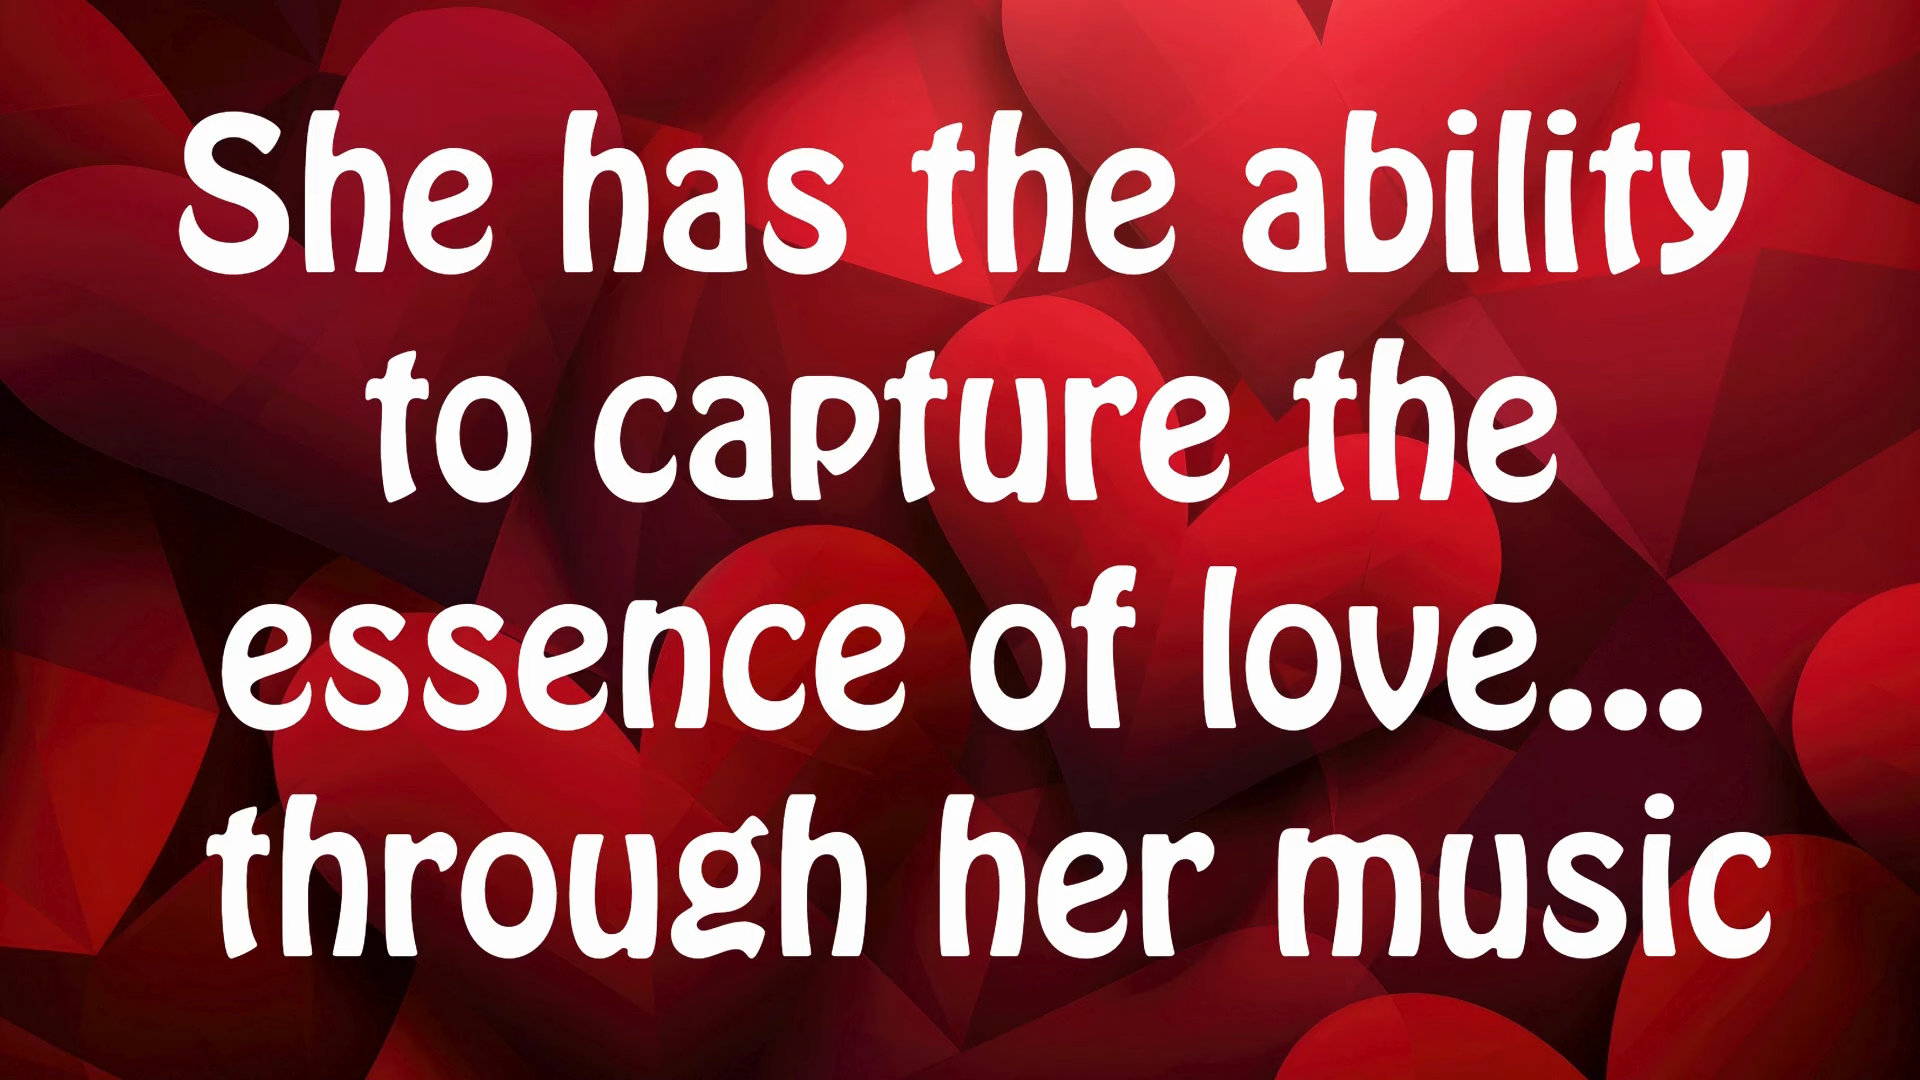 She has the ability
to capture the
essence of love...
through her music